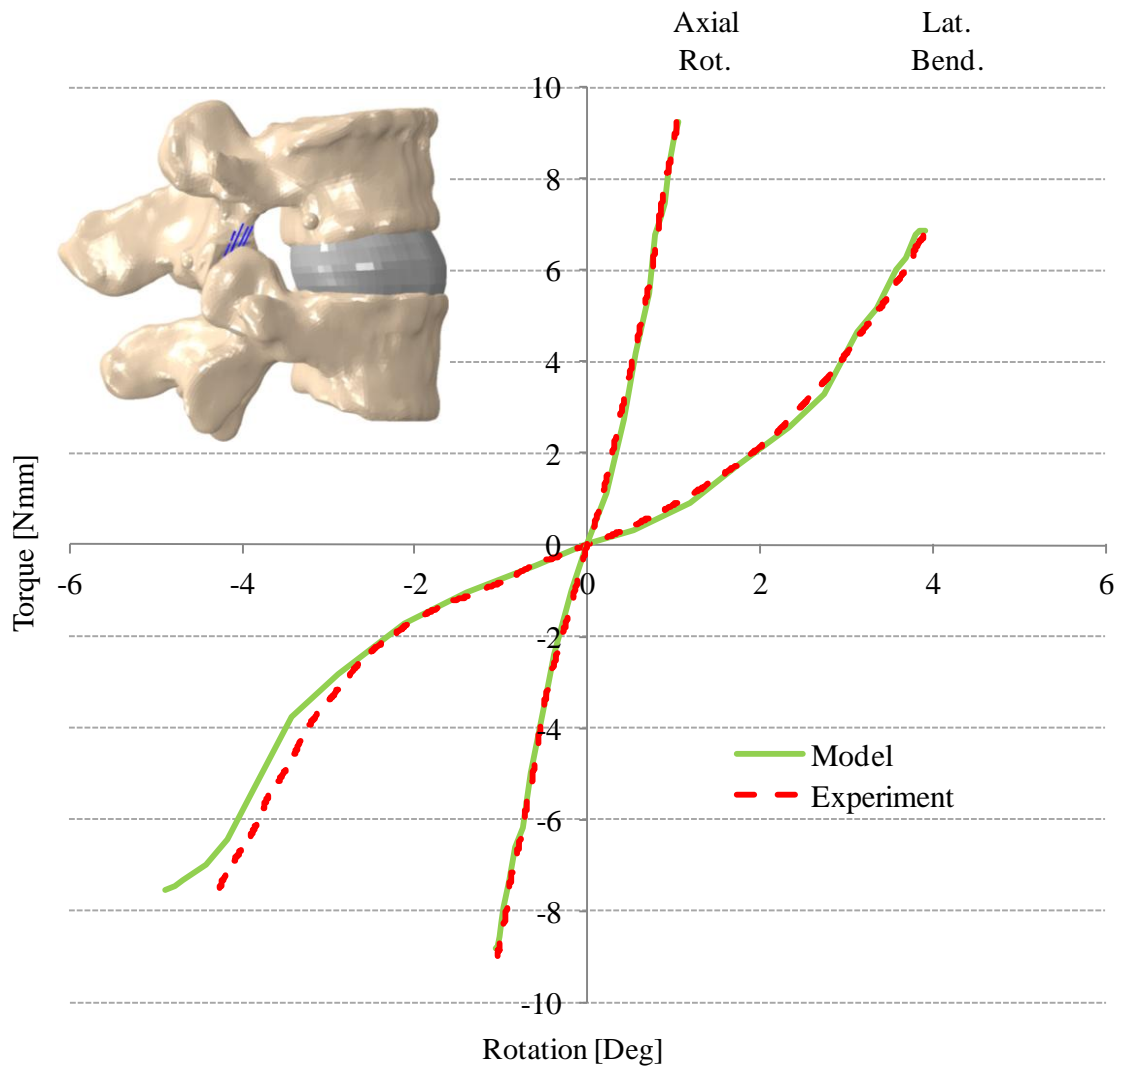 Axial
Rot.
Lat.
Bend.
10
8
6
4
2
0
-6
-4
-2
0
2
4
6
-2
-4
-6
-8
-10
Torque [Nmm]
Model
Experiment
Rotation [Deg]